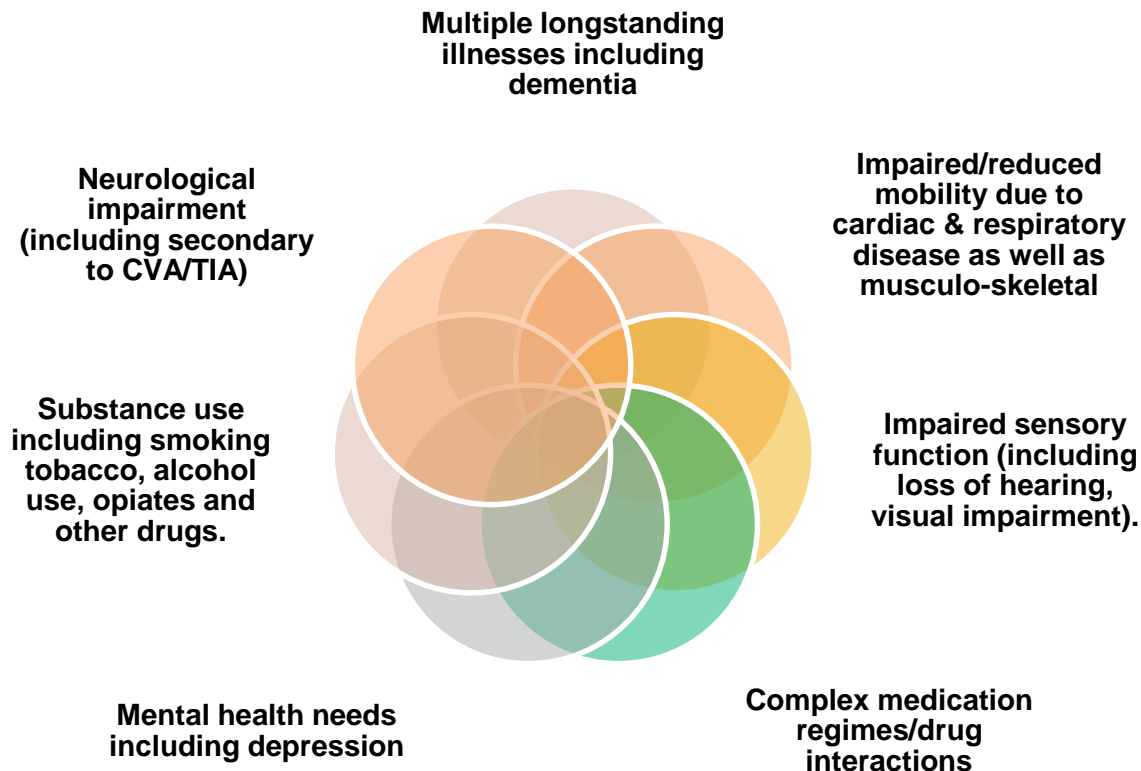 Multiple longstanding
illnesses including
dementia
Impaired/reduced
mobility due to
cardiac & respiratory
disease as well as
musculo-skeletal
Impaired sensory
function (including
loss of hearing,
visual impairment).
Complex medication
regimes/drug
interactions
Mental health needs
including depression
Substance use
including smoking
tobacco, alcohol
use, opiates and
other drugs.
Neurological
impairment
(including secondary
to CVA/TIA)